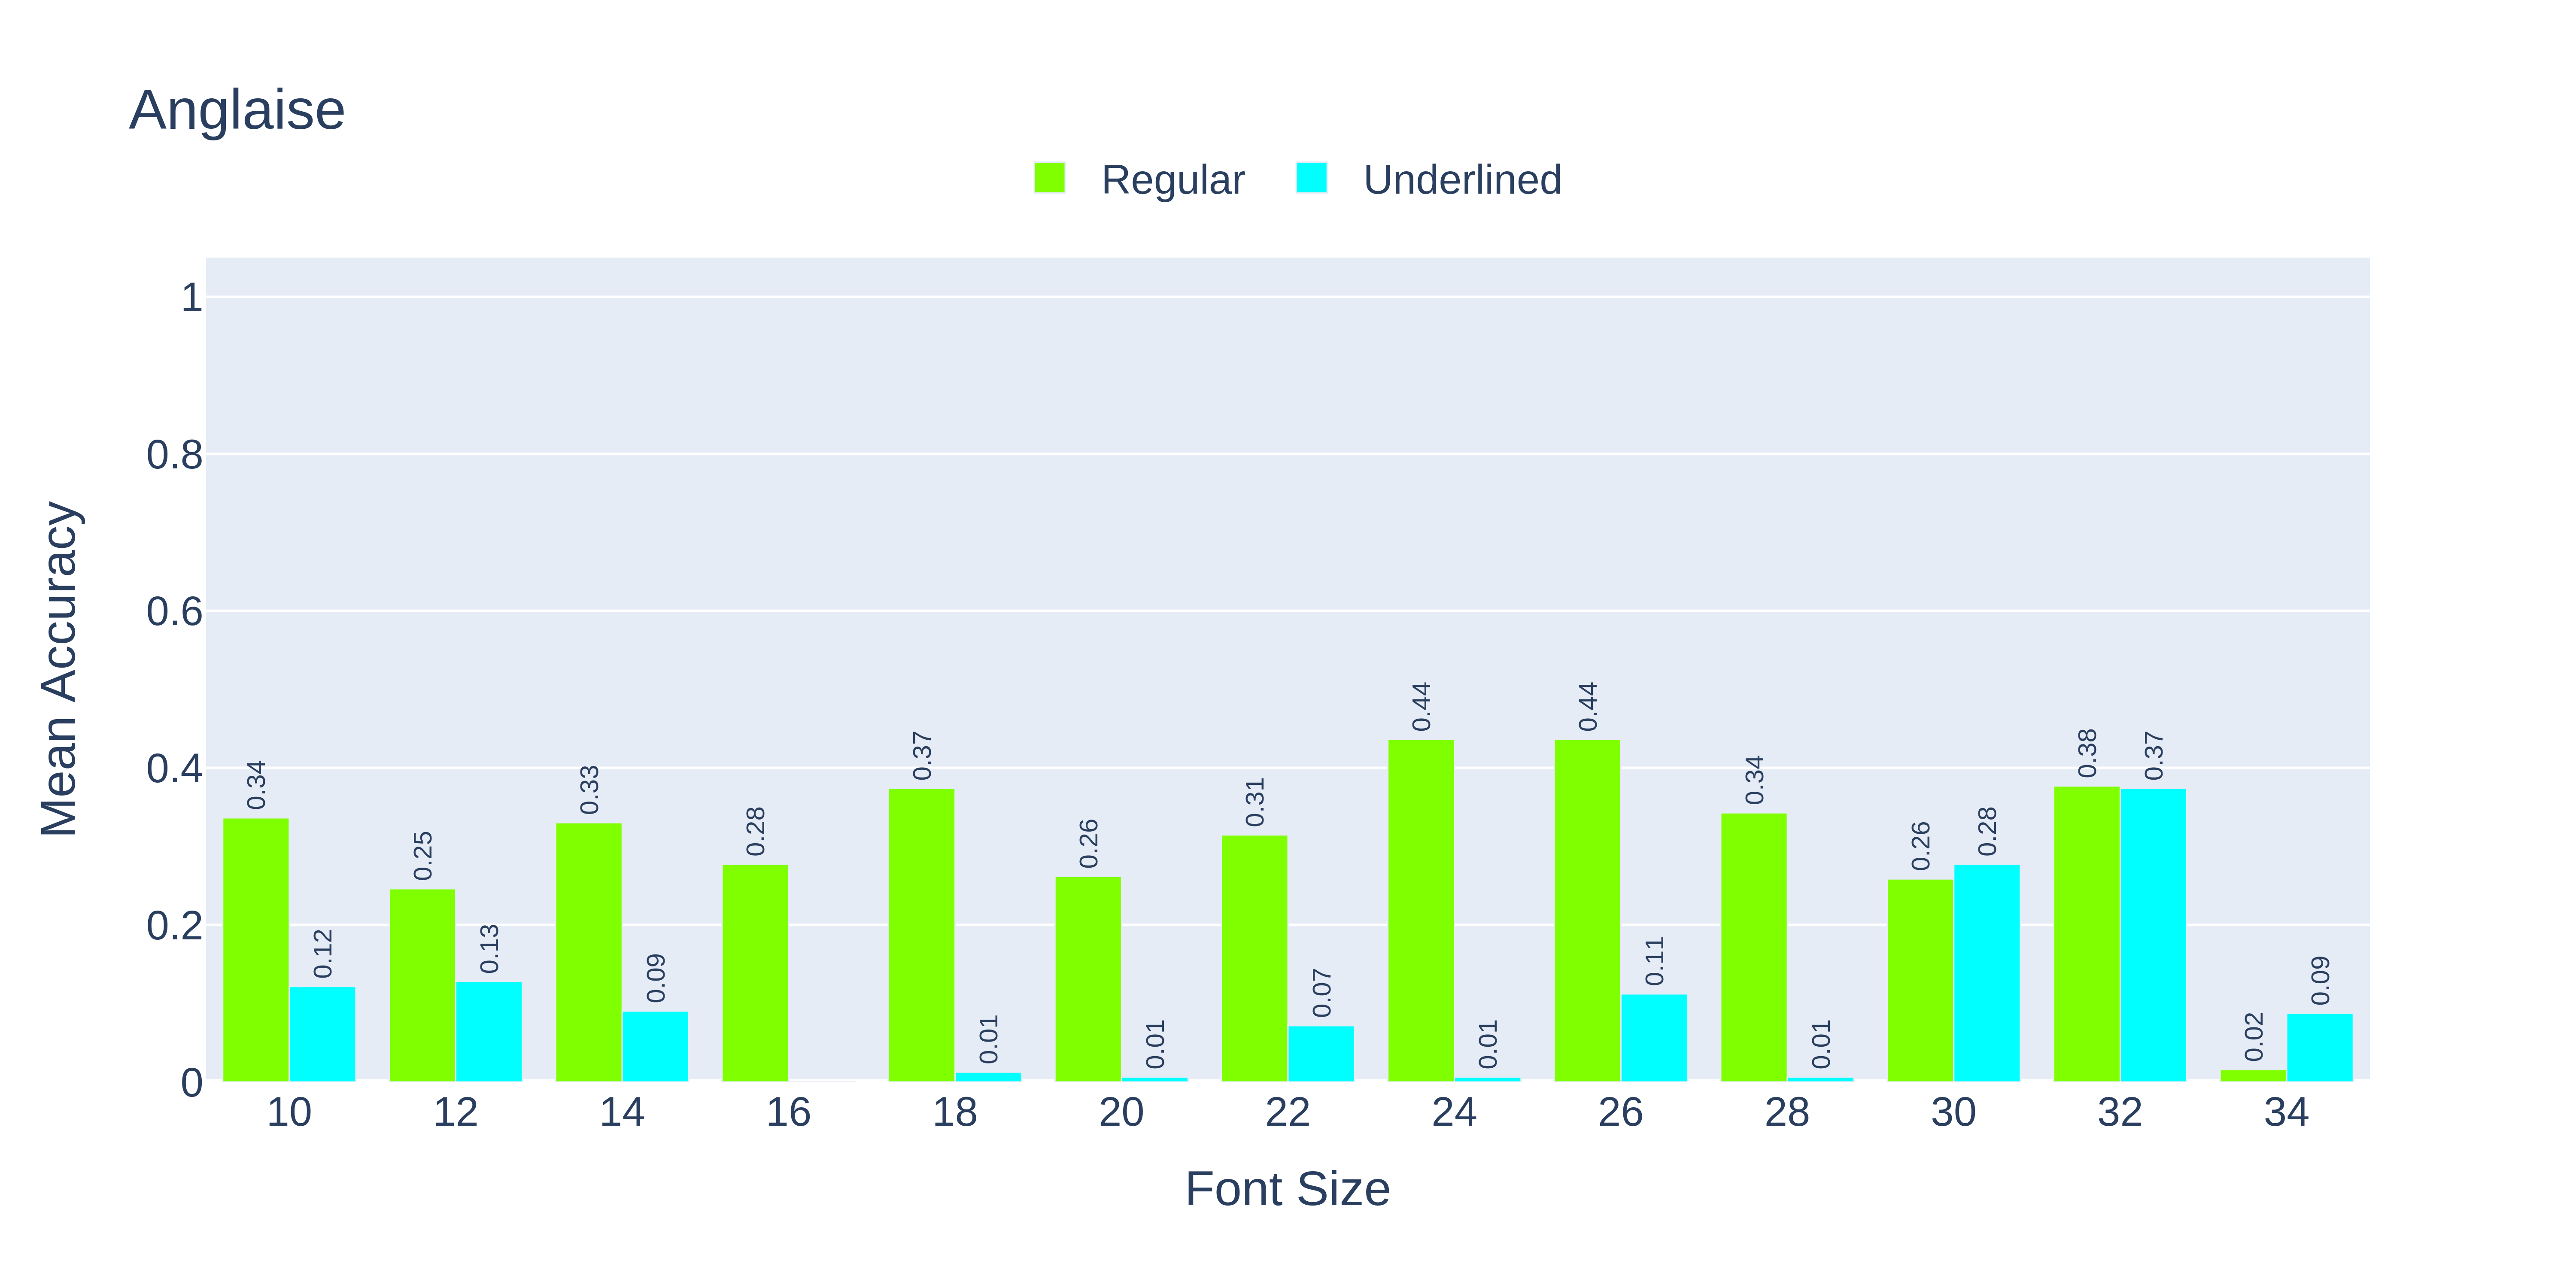 Anglaise
Regular Underlined
Mean Accuracy
1
0.8
0.6
0.4
0.2
0
0.34 0.12 0.25 0.13 0.33 0.09 0.28 0.37 0.01 0.26 0.01 0.31 0.07 0.44 0.01 0.44 0.11 0.34 0.01 0.26 0.28 0.38 0.37 0.02 0.09
10 12 14 16 18 20 22 24 26 28 30 32 34
Font Size